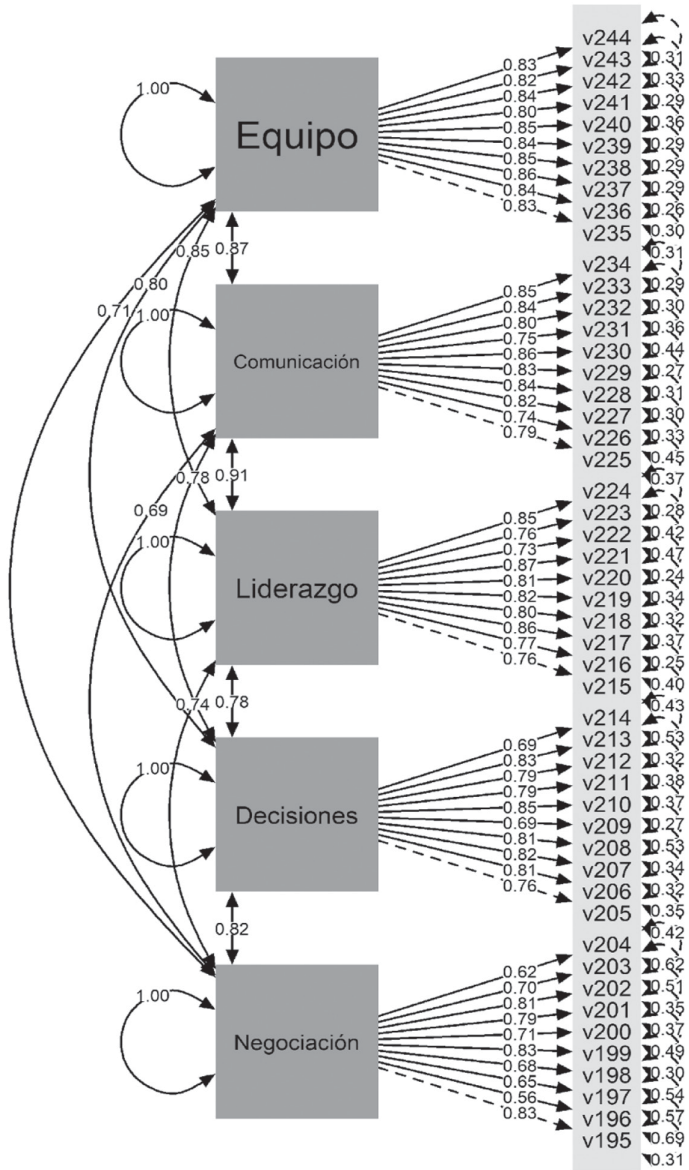 v244
v243
v242
v241
v240
v239
v238
v237
v236
v235
0.31
0.33
0.29
0.36
0.29
0.29
0.29
0.26
0.30
0.31
0.83
0.82
0.84
0.80
0.85
0.84
0.85
0.86
0.84
0.83
1.00
Equipo
0.85
0.87
0.80
0.71
v234
v233
v232
v231
v230
v229
v228
v227
v226
v225
0.29
0.30
0.36
0.44
0.27
0.31
0.30
0.33
0.45
0.37
0.85
0.84
0.80
0.75
0.86
0.83
0.84
0.82
0.74
0.79
1.00
Comunicación
0.78
0.91
0.69
v224
v223
v222
v221
v220
v219
v218
v217
v216
v215
0.28
0.42
0.47
0.24
0.34
0.32
0.37
0.25
0.40
0.43
0.85
0.76
0.73
0.87
0.81
0.82
0.80
0.86
0.77
0.76
1.00
Liderazgo
0.74
0.78
v214
v213
v212
v211
v210
v209
v208
v207
v206
v205
0.53
0.32
0.38
0.37
0.27
0.53
0.34
0.32
0.35
0.42
0.69
0.83
0.79
0.79
0.85
0.69
0.81
0.82
0.81
0.76
1.00
Decisiones
0.82
v204
v203
v202
v201
v200
v199
v198
v197
v196
v195
0.62
0.51
0.35
0.37
0.49
0.30
0.54
0.57
0.69
0.31
0.62
0.70
0.81
0.79
0.71
0.83
0.68
0.65
0.56
0.83
1.00
Negociación